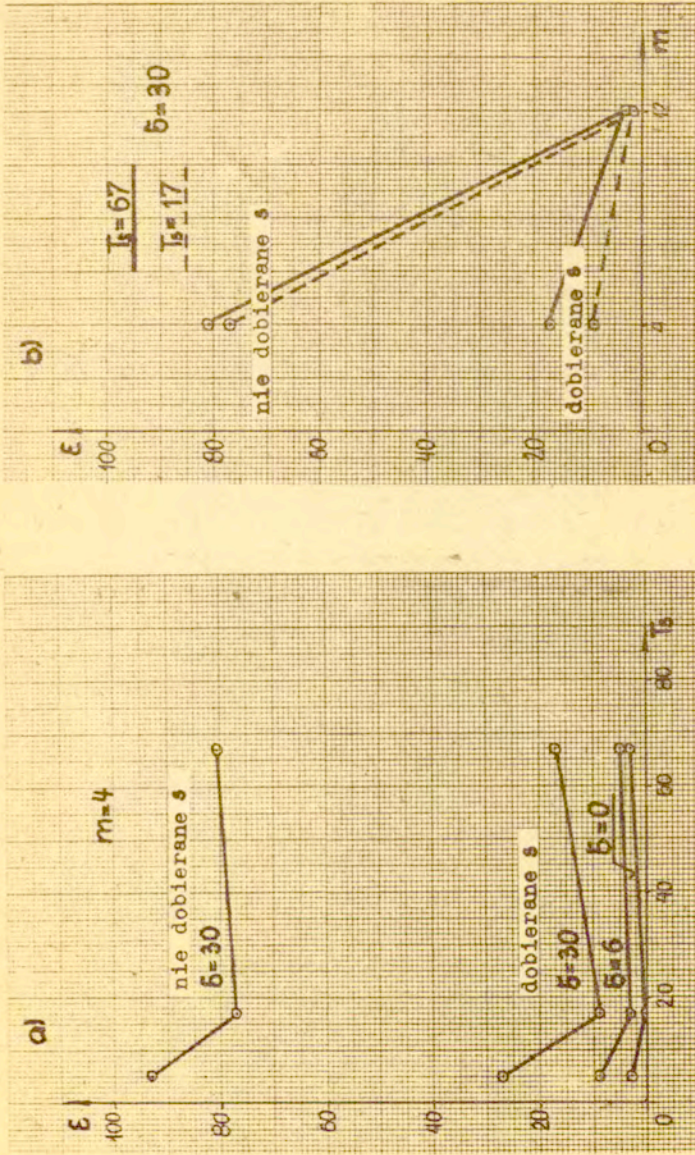 a)
ε
m=4
100
80
60
40
20
0
20
40
60
80
Ts
nie dobierane s
σ=30
dobierane s
σ=30
σ=6
σ=0
b)
ε
Ts=67
Ts=17
σ=30
100
80
60
40
20
0
4
12
m
nie dobierane s
dobierane s